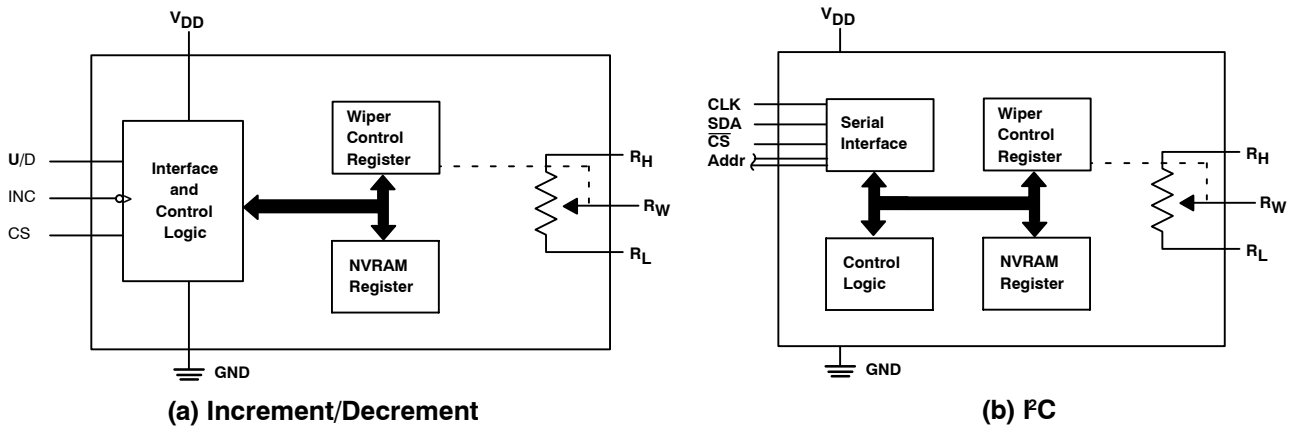 VDD
U/D
INC
CS
Interface
and
Control
Logic
Wiper
Control
Register
NVRAM
Register
RH
RW
RL
GND
(a) Increment/Decrement
VDD
CLK
SDA
CS
Addr
Serial
Interface
Wiper
Control
Register
Control
Logic
NVRAM
Register
RH
RW
RL
GND
(b) I²C